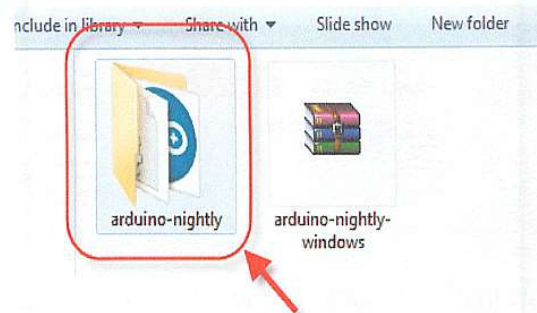 nclude in library Share with Slide show New folder
arduino-nightly
arduino-nightly-
windows